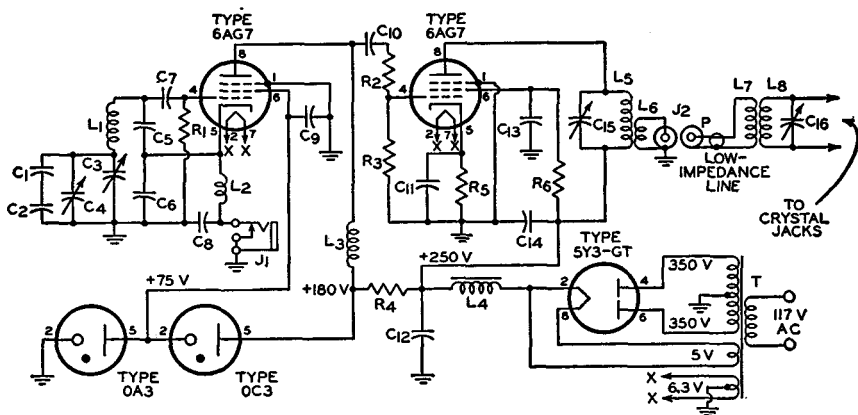 TYPE
6AG7
8
C7
4
1
6
5
2
7
X X
L1
C5
R1
C9
C1
C3
C2
C4
C6
L2
C8
J1
L3
C10
R2
R3
TYPE
6AG7
8
4
1
6
2
7
5
X X
C13
C11
R5
R6
C14
C15
L5
L6
J2
P
L7
L8
C16
LOW-
IMPEDANCE
LINE
TO
CRYSTAL
JACKS
+75 V
+180V
R4
+250 V
L4
C12
TYPE
5Y3-GT
2
8
4
6
350 V
350 V
T
117 V
AC
5V
X
6.3V
X
2
5
TYPE
0A3
2
5
TYPE
0C3